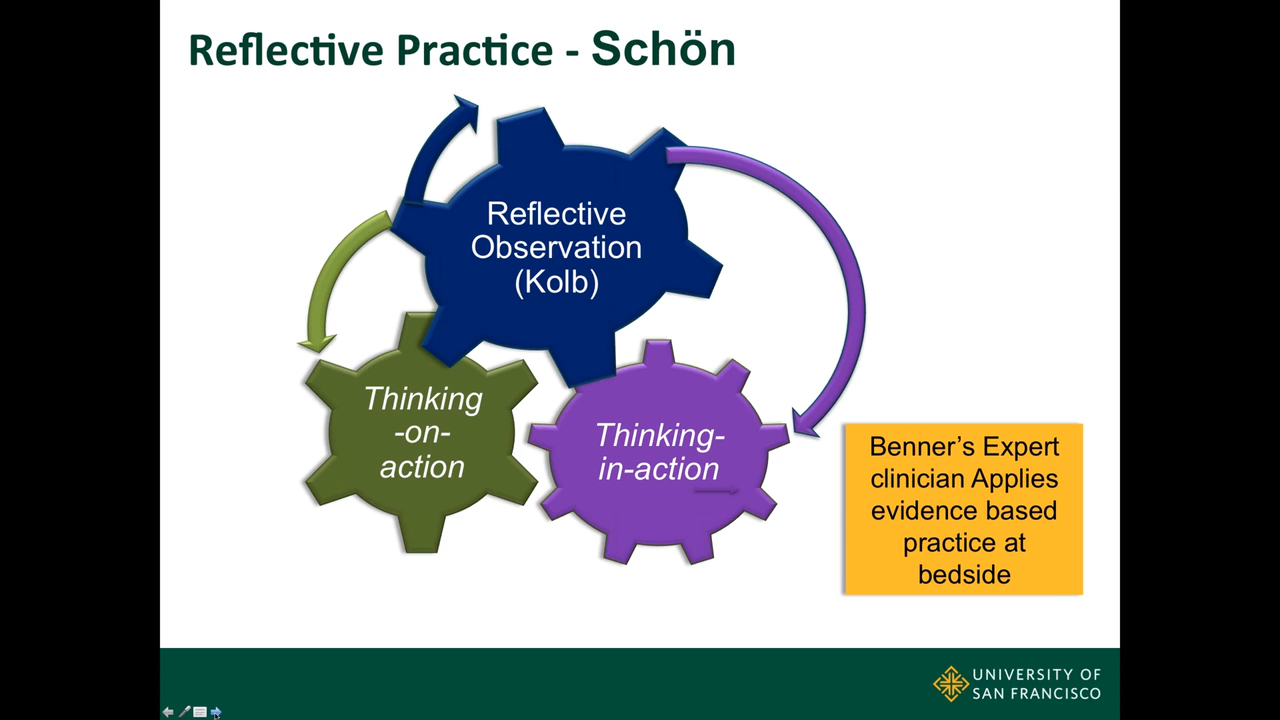 Reflective Practice - Schön
Reflective
Observation
(Kolb)
Thinking
-on-
action
Thinking-
in-action
Benner’s Expert
clinician Applies
evidence based
practice at
bedside
UNIVERSITY OF
SAN FRANCISCO